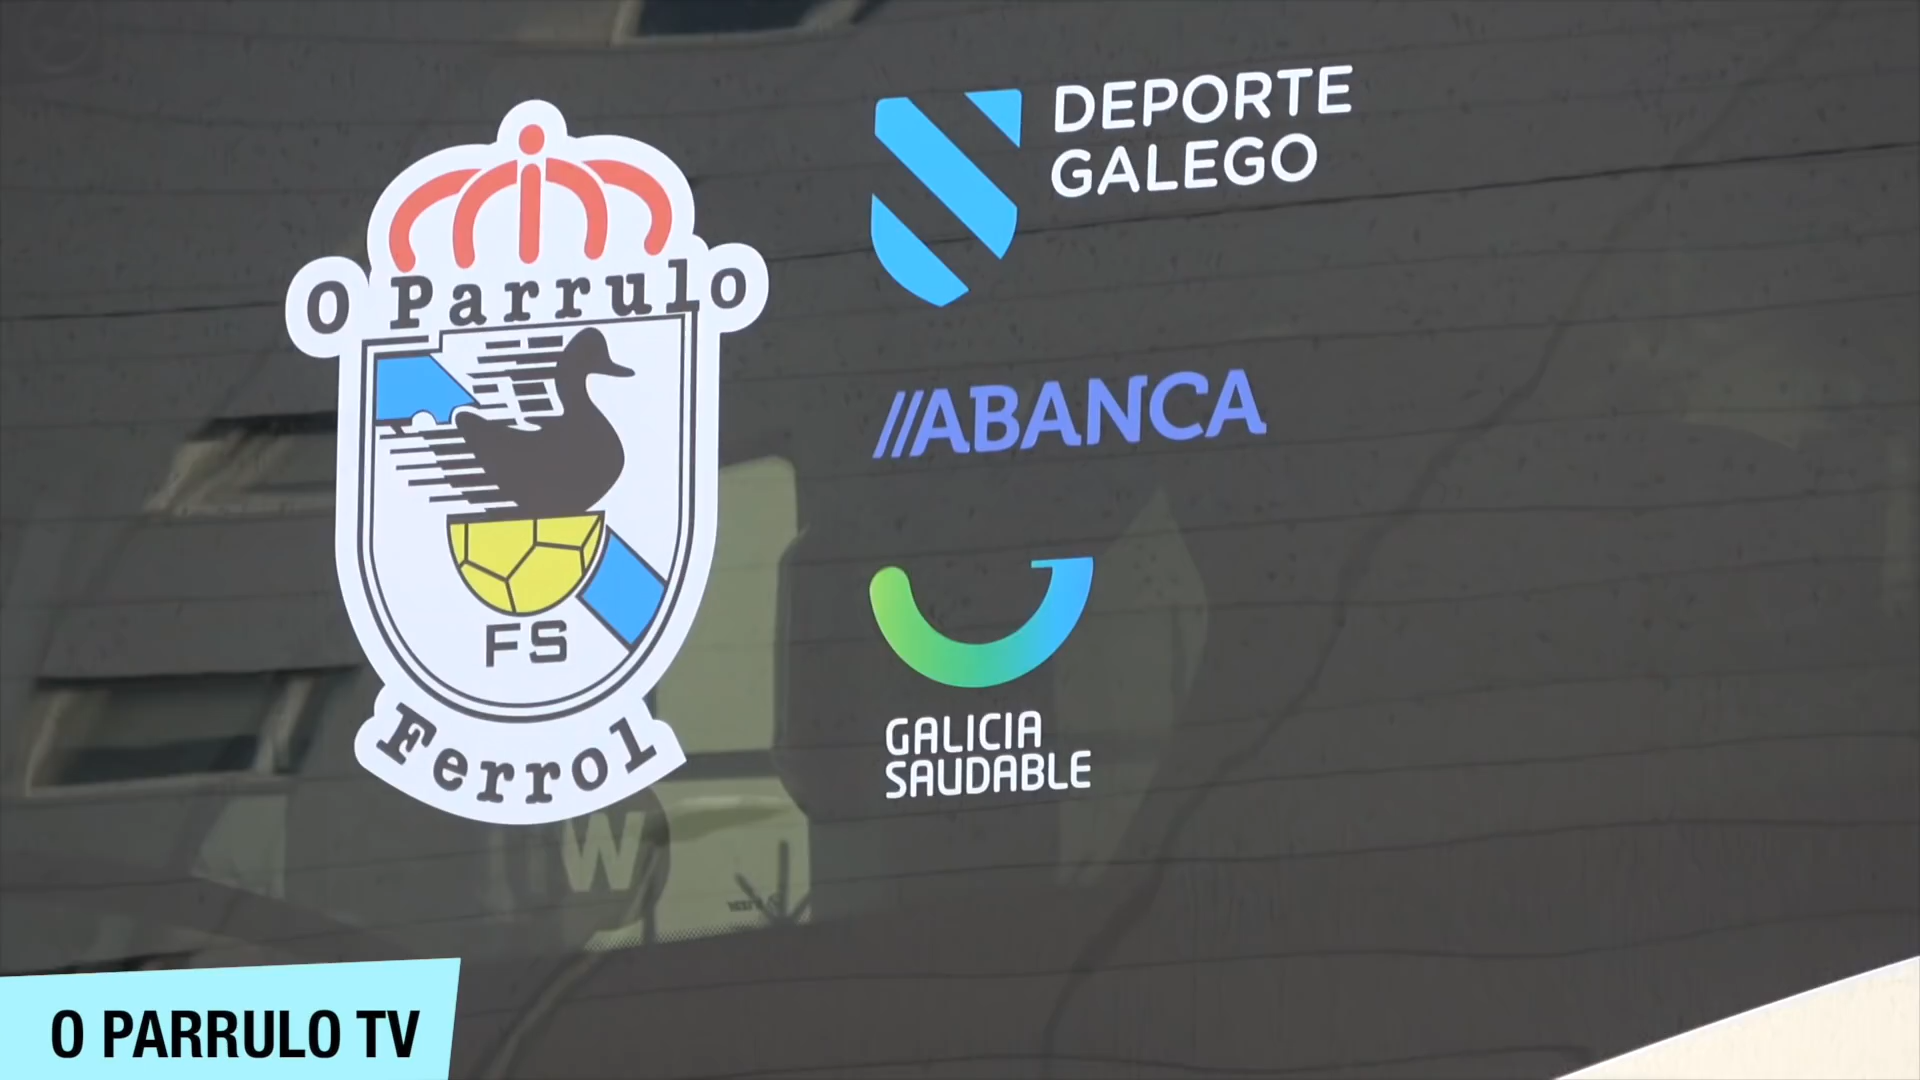 O Parrulo
FS
Ferrol
DEPORTE
GALEGO
//ABANCA
GALICIA
SAUDABLE
W
O PARRULO TV